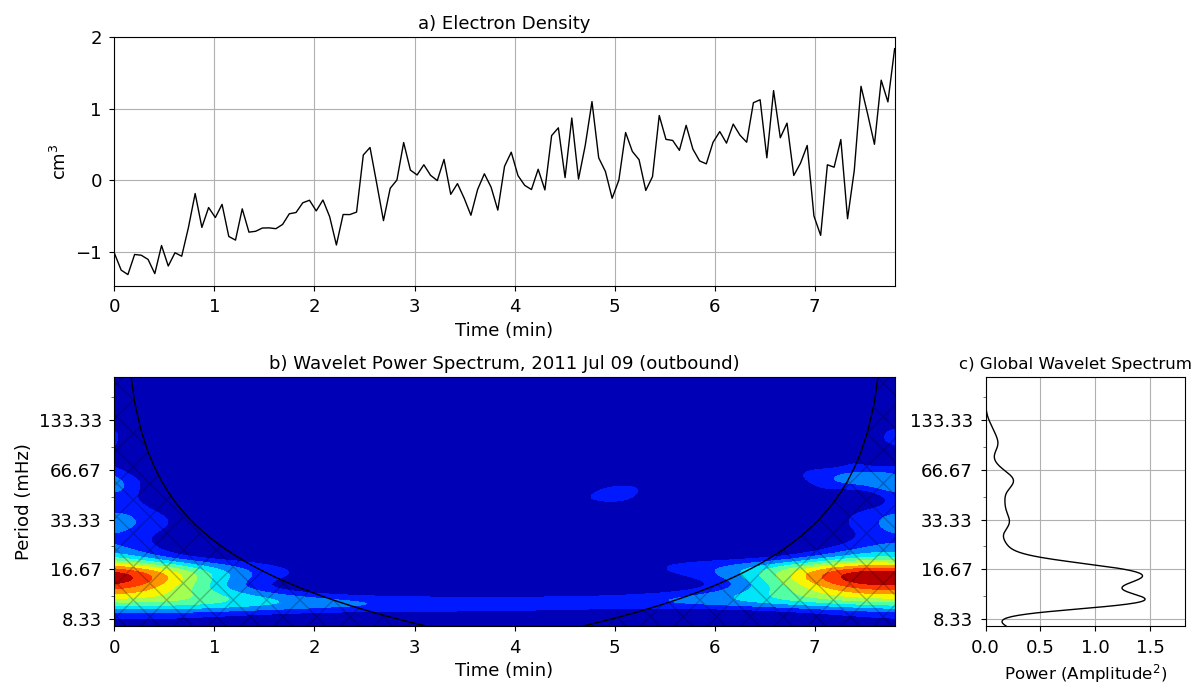 a) Electron Density
2
1
0
−1
cm³
0 1 2 3 4 5 6 7
Time (min)
b) Wavelet Power Spectrum, 2011 Jul 09 (outbound)
133.33
66.67
33.33
16.67
8.33
Period (mHz)
0 1 2 3 4 5 6 7
Time (min)
c) Global Wavelet Spectrum
133.33
66.67
33.33
16.67
8.33
0.0 0.5 1.0 1.5
Power (Amplitude²)